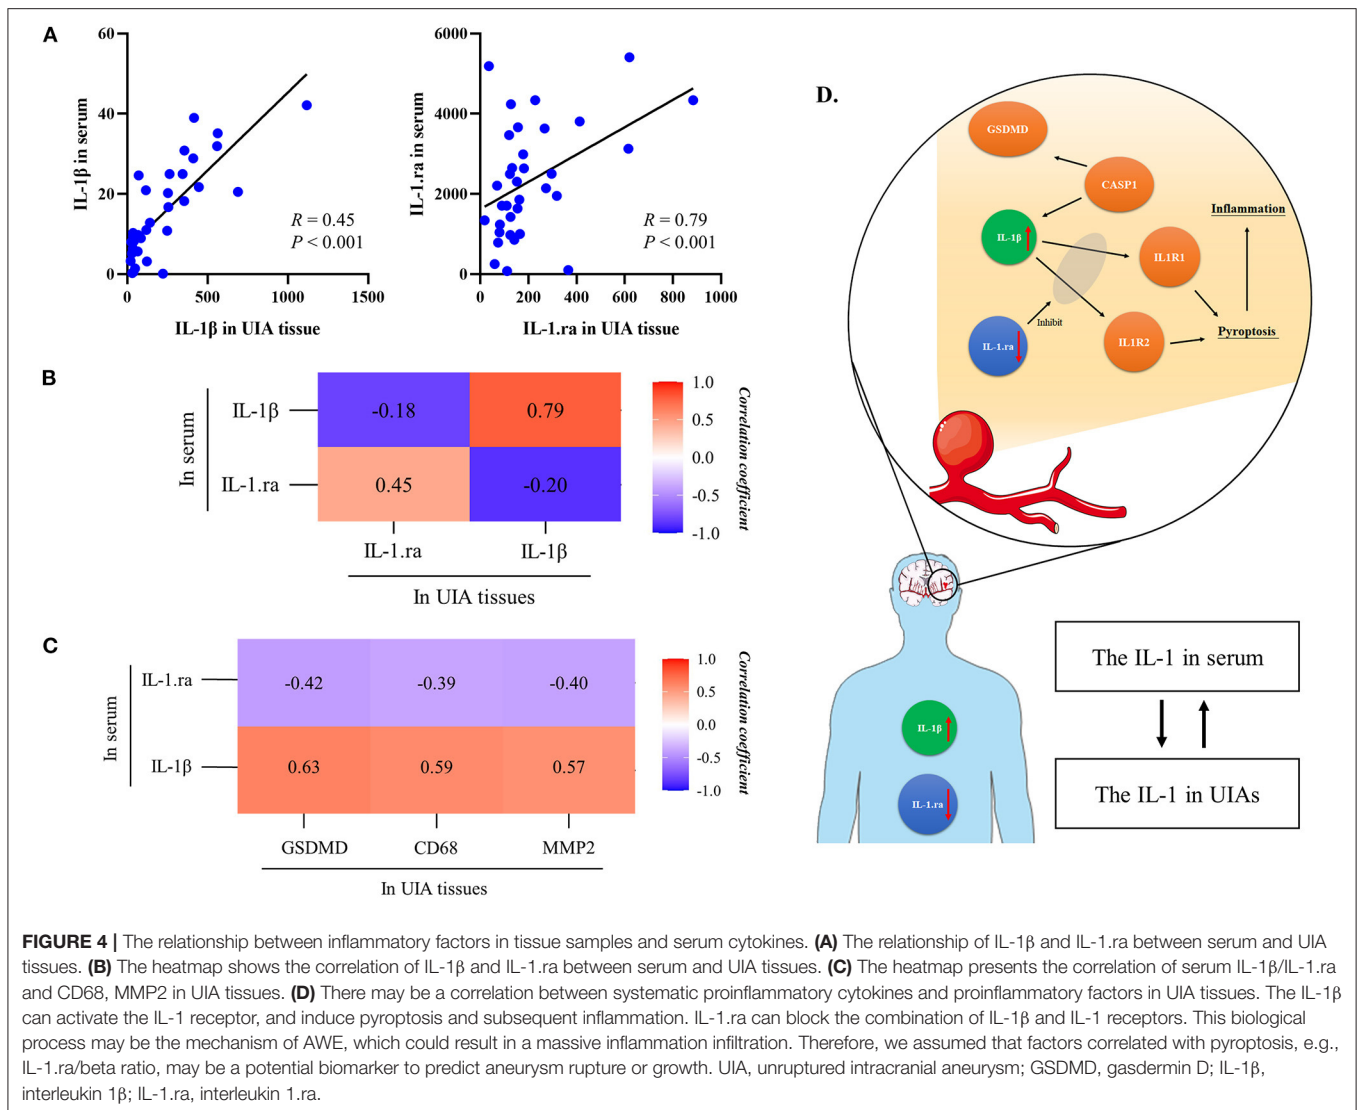 A
60
40
20
0
IL-1β in serum
R = 0.45
P < 0.001
0
500
1000
1500
IL-1β in UIA tissue
6000
4000
2000
0
IL-1.ra in serum
R = 0.79
P < 0.001
0
200
400
600
800
1000
IL-1.ra in UIA tissue
B
In serum
IL-1β
-0.18
0.79
IL-1.ra
0.45
-0.20
IL-1.ra
IL-1β
In UIA tissues
1.0
0.5
0.0
-0.5
-1.0
Correlation coefficient
C
In serum
IL-1.ra
-0.42
-0.39
-0.40
IL-1β
0.63
0.59
0.57
GSDMD
CD68
MMP2
In UIA tissues
1.0
0.5
0.0
-0.5
-1.0
Correlation coefficient
D.
GSDMD
CASP1
Inflammation
IL-1β
IL1R1
Inhibit
Pyroptosis
IL-1.ra
IL1R2
IL-1β
IL-1.ra
The IL-1 in serum
The IL-1 in UIAs
FIGURE 4 | The relationship between inflammatory factors in tissue samples and serum cytokines. (A) The relationship of IL-1β and IL-1.ra between serum and UIA
tissues. (B) The heatmap shows the correlation of IL-1β and IL-1.ra between serum and UIA tissues. (C) The heatmap presents the correlation of serum IL-1β/IL-1.ra
and CD68, MMP2 in UIA tissues. (D) There may be a correlation between systematic proinflammatory cytokines and proinflammatory factors in UIA tissues. The IL-1β
can activate the IL-1 receptor, and induce pyroptosis and subsequent inflammation. IL-1.ra can block the combination of IL-1β and IL-1 receptors. This biological
process may be the mechanism of AWE, which could result in a massive inflammation infiltration. Therefore, we assumed that factors correlated with pyroptosis, e.g.,
IL-1.ra/beta ratio, may be a potential biomarker to predict aneurysm rupture or growth. UIA, unruptured intracranial aneurysm; GSDMD, gasdermin D; IL-1β,
interleukin 1β; IL-1.ra, interleukin 1.ra.